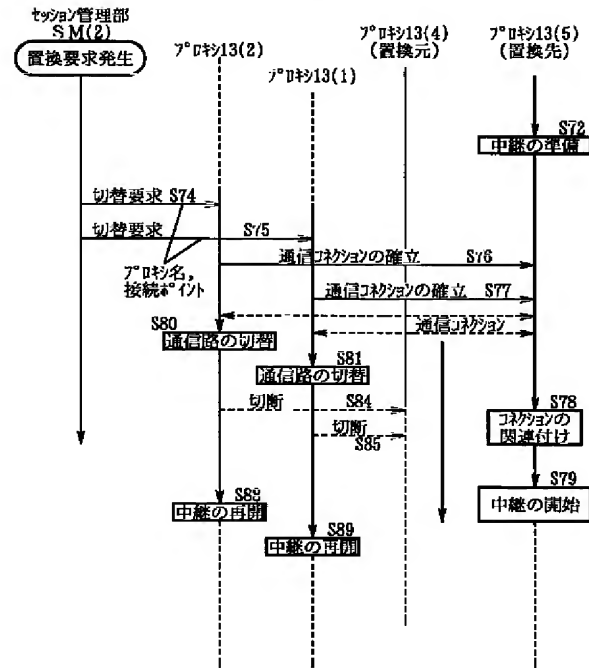 セッション管理部
SM(2)
置換要求発生
プロキシ13(2)
プロキシ13(1)
プロキシ13(4)
(置換元)
プロキシ13(5)
(置換先)
S72
中継の準備
切替要求 S74
切替要求 S75
プロキシ名,
接続ポイント
通信コネクションの確立 S76
通信コネクションの確立 S77
通信コネクション
S80
通信路の切替
S81
通信路の切替
切断 S84
切断
S85
S78
コネクションの
関連付け
S79
中継の開始
S88
中継の再開
S89
中継の再開